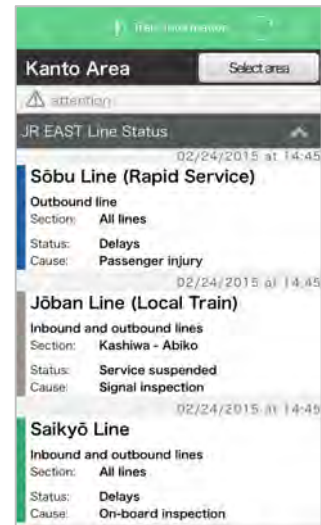 Train Information
Kanto Area
Select area
attention
JR EAST Line Status
02/24/2015 at 14:45
Sōbu Line (Rapid Service)
Outbound line
Section: All lines
Status: Delays
Cause: Passenger injury
02/24/2015 at 14:45
Jōban Line (Local Train)
Inbound and outbound lines
Section: Kashiwa - Abiko
Status: Service suspended
Cause: Signal inspection
02/24/2015 at 14:45
Saikyō Line
Inbound and outbound lines
Section: All lines
Status: Delays
Cause: On-board inspection